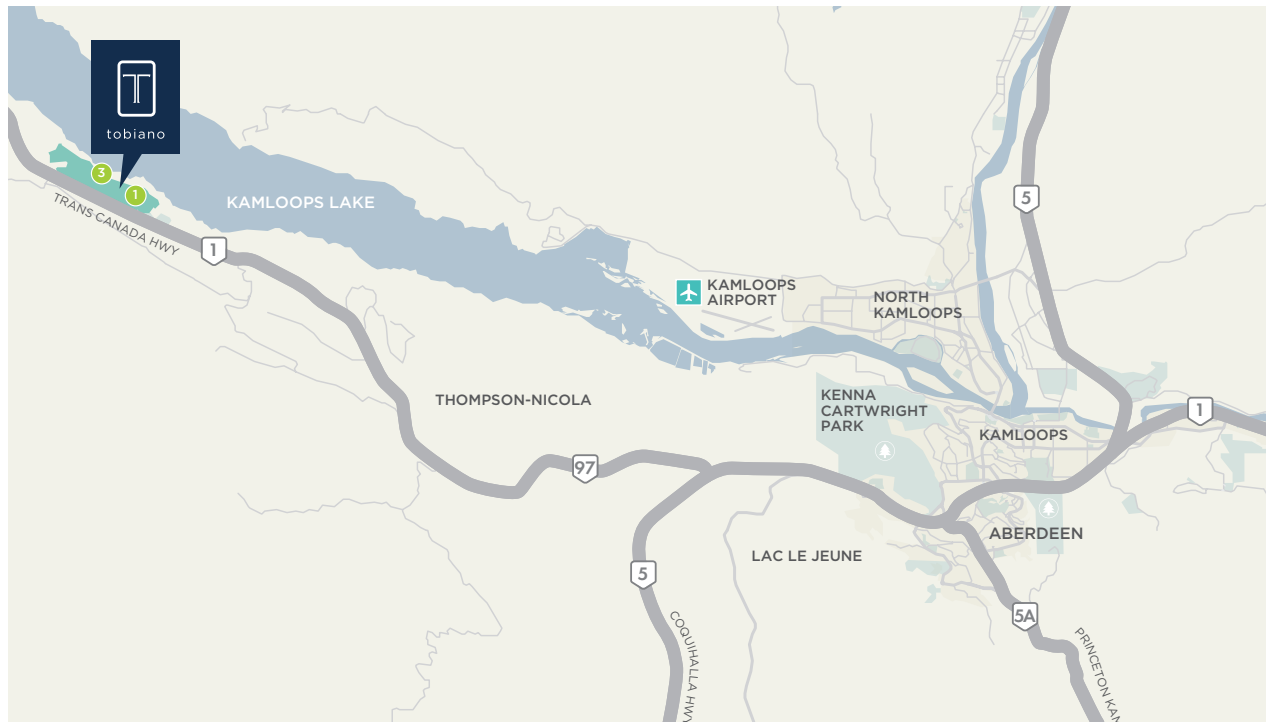 T
tobiano
3
1
TRANS CANADA HWY
1
KAMLOOPS LAKE
5
KAMLOOPS
AIRPORT
NORTH
KAMLOOPS
THOMPSON-NICOLA
KENNA
CARTWRIGHT
PARK
KAMLOOPS
1
97
ABERDEEN
LAC LE JEUNE
5
5A
COQUIHALLA HWY
PRINCETON KAM